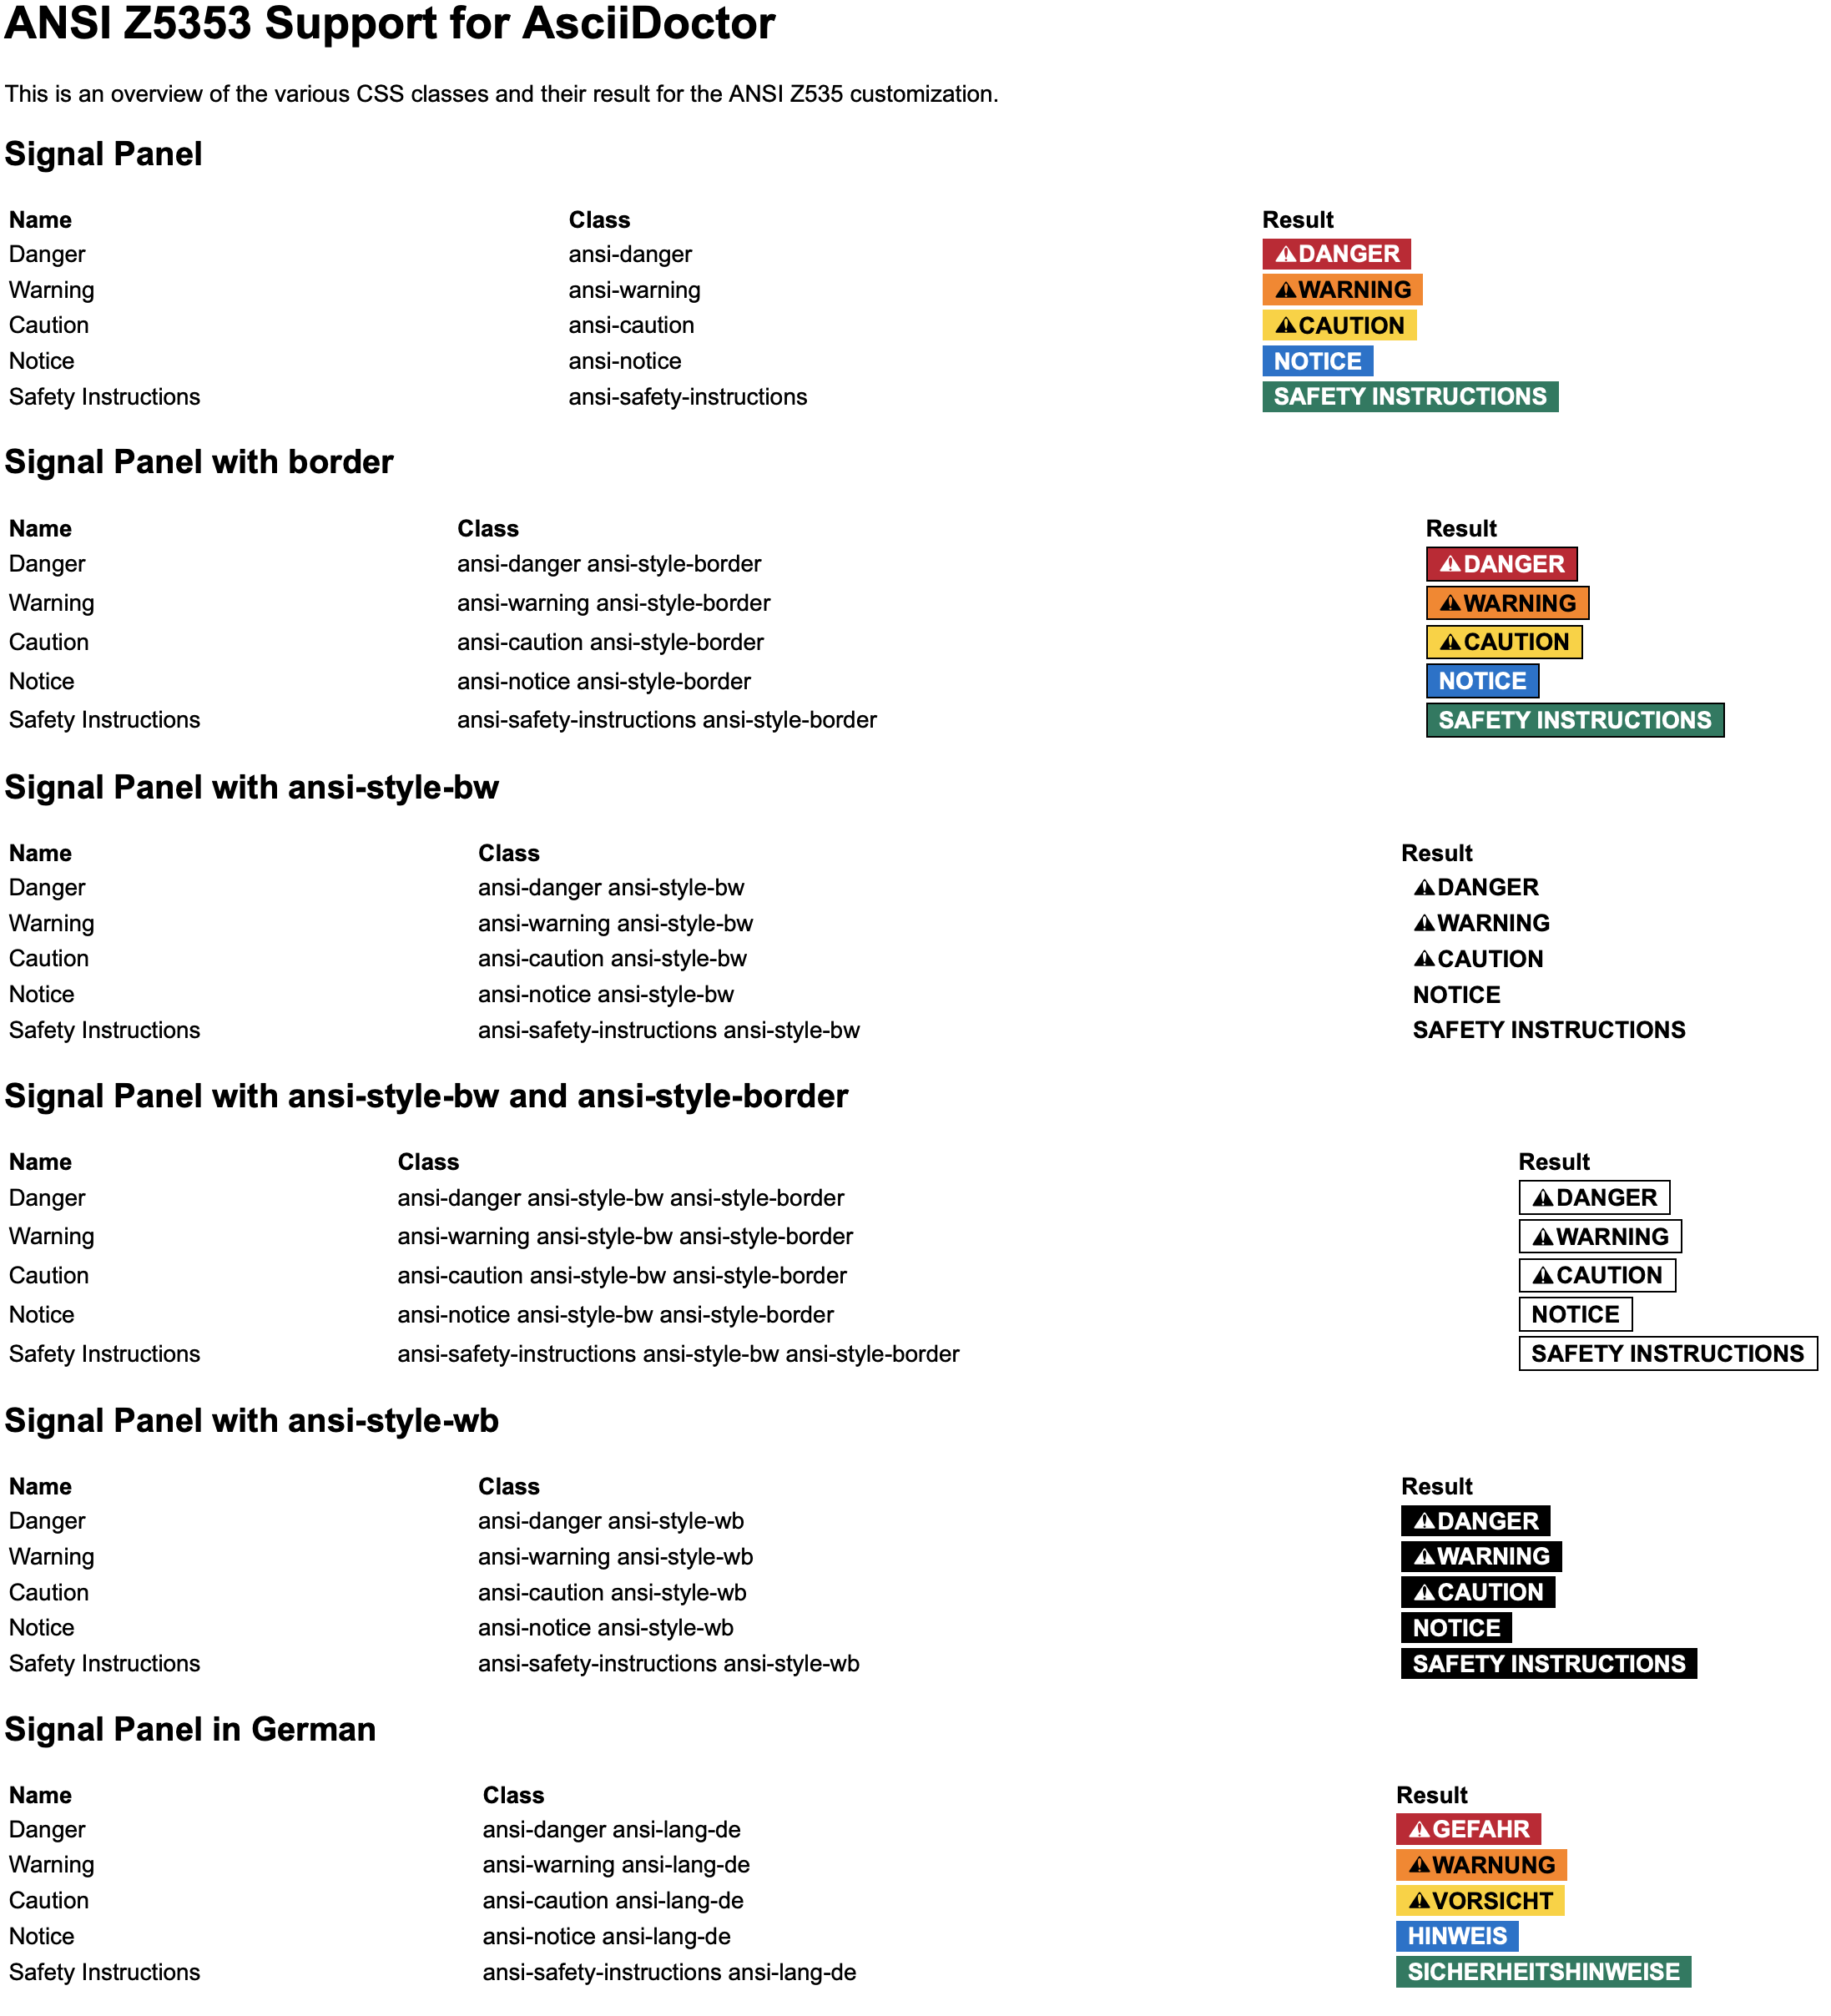 ANSI Z5353 Support for AsciiDoctor
This is an overview of the various CSS classes and their result for the ANSI Z535 customization.
Signal Panel
Name Class Result
Danger ansi-danger DANGER
Warning ansi-warning WARNING
Caution ansi-caution CAUTION
Notice ansi-notice NOTICE
Safety Instructions ansi-safety-instructions SAFETY INSTRUCTIONS
Signal Panel with border
Name Class Result
Danger ansi-danger ansi-style-border DANGER
Warning ansi-warning ansi-style-border WARNING
Caution ansi-caution ansi-style-border CAUTION
Notice ansi-notice ansi-style-border NOTICE
Safety Instructions ansi-safety-instructions ansi-style-border SAFETY INSTRUCTIONS
Signal Panel with ansi-style-bw
Name Class Result
Danger ansi-danger ansi-style-bw DANGER
Warning ansi-warning ansi-style-bw WARNING
Caution ansi-caution ansi-style-bw CAUTION
Notice ansi-notice ansi-style-bw NOTICE
Safety Instructions ansi-safety-instructions ansi-style-bw SAFETY INSTRUCTIONS
Signal Panel with ansi-style-bw and ansi-style-border
Name Class Result
Danger ansi-danger ansi-style-bw ansi-style-border DANGER
Warning ansi-warning ansi-style-bw ansi-style-border WARNING
Caution ansi-caution ansi-style-bw ansi-style-border CAUTION
Notice ansi-notice ansi-style-bw ansi-style-border NOTICE
Safety Instructions ansi-safety-instructions ansi-style-bw ansi-style-border SAFETY INSTRUCTIONS
Signal Panel with ansi-style-wb
Name Class Result
Danger ansi-danger ansi-style-wb DANGER
Warning ansi-warning ansi-style-wb WARNING
Caution ansi-caution ansi-style-wb CAUTION
Notice ansi-notice ansi-style-wb NOTICE
Safety Instructions ansi-safety-instructions ansi-style-wb SAFETY INSTRUCTIONS
Signal Panel in German
Name Class Result
Danger ansi-danger ansi-lang-de GEFAHR
Warning ansi-warning ansi-lang-de WARNUNG
Caution ansi-caution ansi-lang-de VORSICHT
Notice ansi-notice ansi-lang-de HINWEIS
Safety Instructions ansi-safety-instructions ansi-lang-de SICHERHEITSHINWEISE